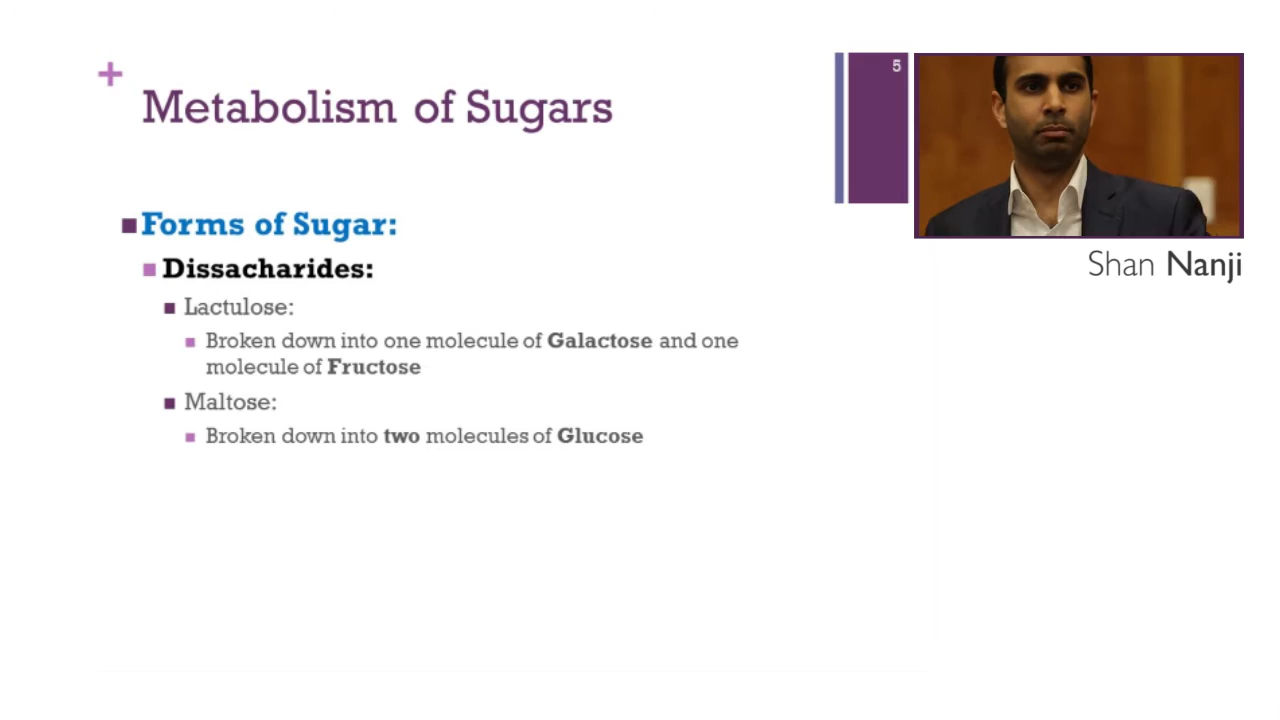 +
Metabolism of Sugars
5
Shan Nanji
Forms of Sugar:
Dissacharides:
Lactulose:
Broken down into one molecule of Galactose and one
molecule of Fructose
Maltose:
Broken down into two molecules of Glucose